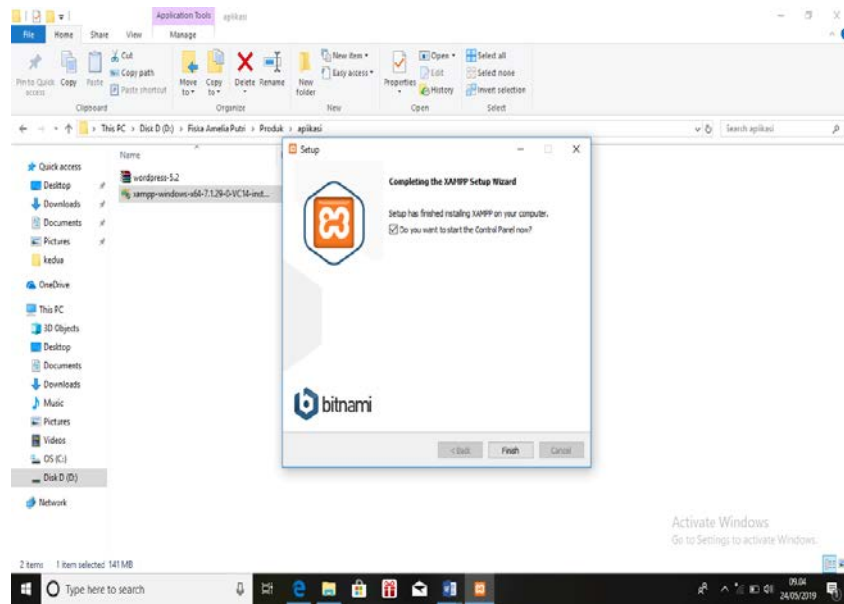 Application Tools aplikasi
File Home Share View Manage
Pin to Quick access
Copy
Paste
Cut
Copy path
Paste shortcut
Clipboard
Move to
Copy to
Delete
Rename
Organize
New folder
New item
Easy access
New
Properties
Open
Edit
History
Open
Select all
Select none
Invert selection
Select
This PC > Disk D (D:) > Fiska Amelia Putri > Produk > aplikasi
Search aplikasi
Quick access
Desktop
Downloads
Documents
Pictures
kedua
OneDrive
This PC
3D Objects
Desktop
Documents
Downloads
Music
Pictures
Videos
OS (C:)
Disk D (D:)
Network
Name
wordpress-5.2
xampp-windows-x64-7.1.29-0-VC14-inst...
Setup
Completing the XAMPP Setup Wizard
Setup has finished installing XAMPP on your computer.
Do you want to start the Control Panel now?
bitnami
< Back
Finish
Cancel
Activate Windows
Go to Settings to activate Windows.
2 items 1 item selected 141 MB
Type here to search
09.04
24/05/2019